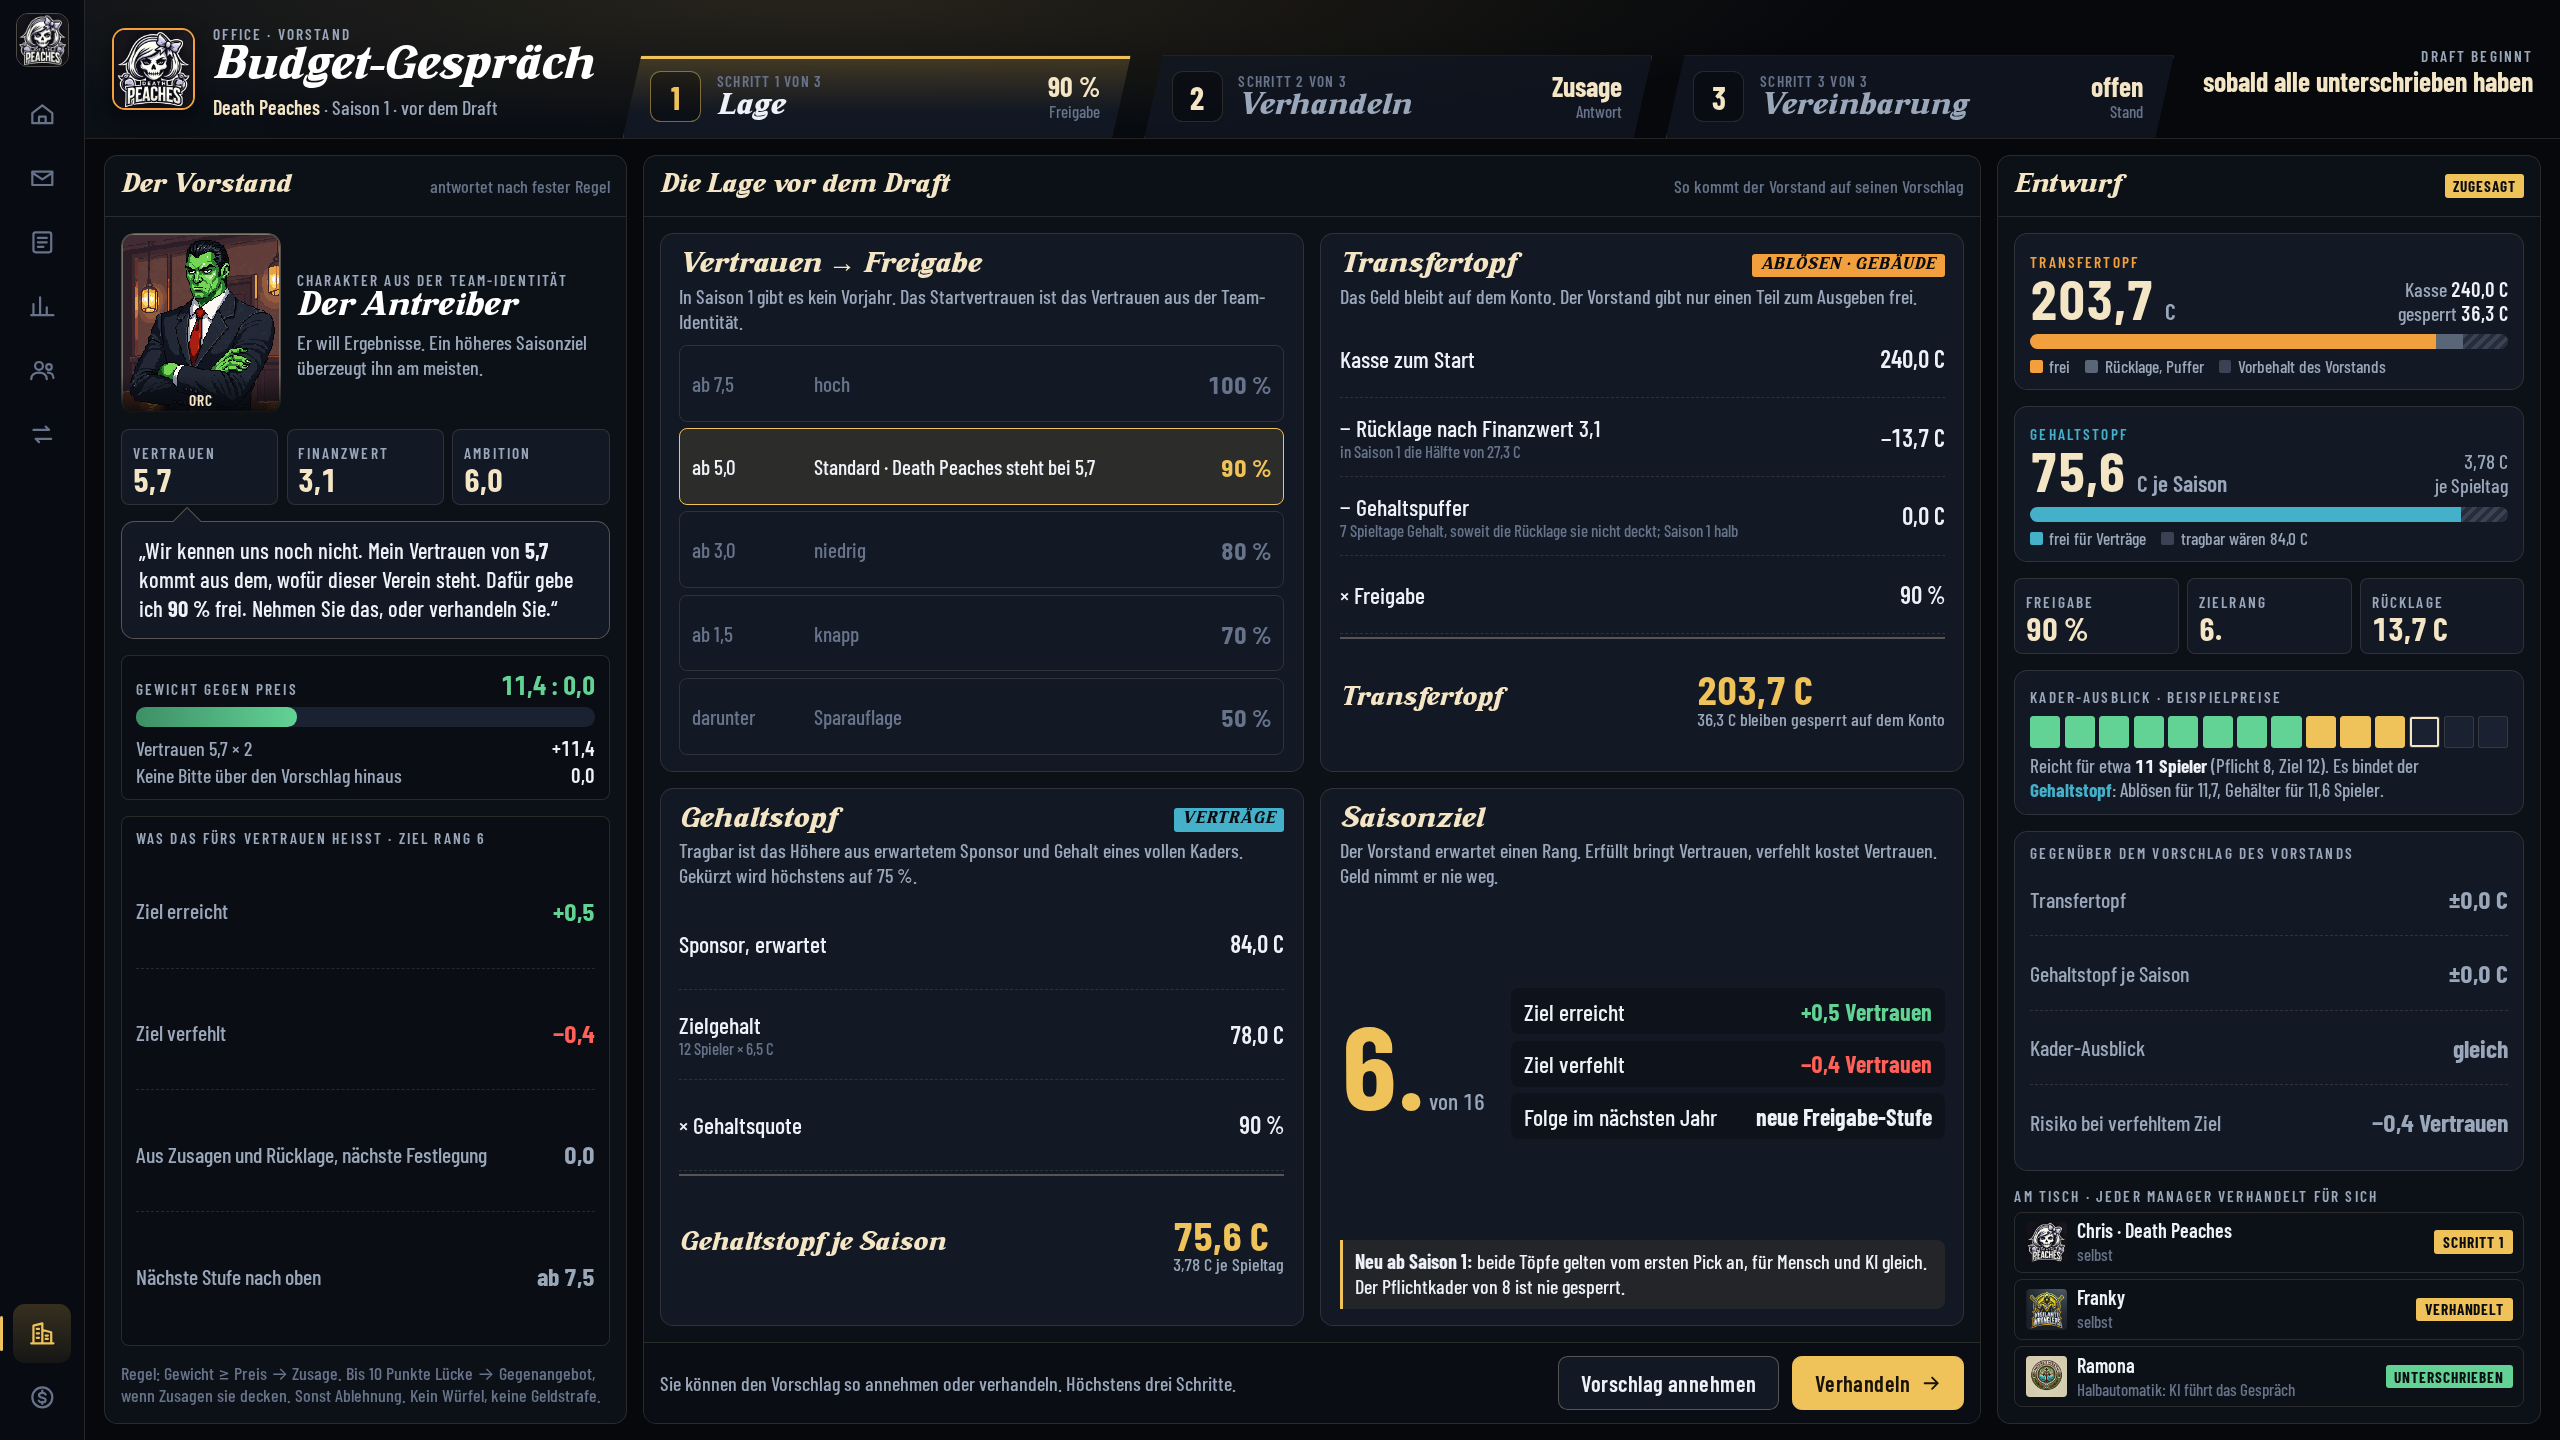 OFFICE · VORSTAND
Budget-Gespräch
Death Peaches · Saison 1 · vor dem Draft
1
SCHRITT 1 VON 3
Lage
90 %
Freigabe
2
SCHRITT 2 VON 3
Verhandeln
Zusage
Antwort
3
SCHRITT 3 VON 3
Vereinbarung
offen
Stand
DRAFT BEGINNT
sobald alle unterschrieben haben
Der Vorstand
antwortet nach fester Regel
ORC
CHARAKTER AUS DER TEAM-IDENTITÄT
Der Antreiber
Er will Ergebnisse. Ein höheres Saisonziel
überzeugt ihn am meisten.
VERTRAUEN
5,7
FINANZWERT
3,1
AMBITION
6,0
„Wir kennen uns noch nicht. Mein Vertrauen von 5,7
kommt aus dem, wofür dieser Verein steht. Dafür gebe
ich 90 % frei. Nehmen Sie das, oder verhandeln Sie.“
GEWICHT GEGEN PREIS
11,4 : 0,0
Vertrauen 5,7 × 2
+11,4
Keine Bitte über den Vorschlag hinaus
0,0
WAS DAS FÜRS VERTRAUEN HEISST · ZIEL RANG 6
Ziel erreicht
+0,5
Ziel verfehlt
−0,4
Aus Zusagen und Rücklage, nächste Festlegung
0,0
Nächste Stufe nach oben
ab 7,5
Regel: Gewicht ≥ Preis → Zusage. Bis 10 Punkte Lücke → Gegenangebot,
wenn Zusagen sie decken. Sonst Ablehnung. Kein Würfel, keine Geldstrafe.
Die Lage vor dem Draft
So kommt der Vorstand auf seinen Vorschlag
Vertrauen → Freigabe
In Saison 1 gibt es kein Vorjahr. Das Startvertrauen ist das Vertrauen aus der Team-
Identität.
ab 7,5
hoch
100 %
ab 5,0
Standard · Death Peaches steht bei 5,7
90 %
ab 3,0
niedrig
80 %
ab 1,5
knapp
70 %
darunter
Sparauflage
50 %
Transfertopf
ABLÖSEN · GEBÄUDE
Das Geld bleibt auf dem Konto. Der Vorstand gibt nur einen Teil zum Ausgeben frei.
Kasse zum Start
240,0 C
− Rücklage nach Finanzwert 3,1
in Saison 1 die Hälfte von 27,3 C
−13,7 C
− Gehaltspuffer
7 Spieltage Gehalt, soweit die Rücklage sie nicht deckt; Saison 1 halb
0,0 C
× Freigabe
90 %
Transfertopf
203,7 C
36,3 C bleiben gesperrt auf dem Konto
Gehaltstopf
VERTRÄGE
Tragbar ist das Höhere aus erwartetem Sponsor und Gehalt eines vollen Kaders.
Gekürzt wird höchstens auf 75 %.
Sponsor, erwartet
84,0 C
Zielgehalt
12 Spieler × 6,5 C
78,0 C
× Gehaltsquote
90 %
Gehaltstopf je Saison
75,6 C
3,78 C je Spieltag
Saisonziel
Der Vorstand erwartet einen Rang. Erfüllt bringt Vertrauen, verfehlt kostet Vertrauen.
Geld nimmt er nie weg.
6. von 16
Ziel erreicht
+0,5 Vertrauen
Ziel verfehlt
−0,4 Vertrauen
Folge im nächsten Jahr
neue Freigabe-Stufe
Neu ab Saison 1: beide Töpfe gelten vom ersten Pick an, für Mensch und KI gleich.
Der Pflichtkader von 8 ist nie gesperrt.
Sie können den Vorschlag so annehmen oder verhandeln. Höchstens drei Schritte.
Vorschlag annehmen
Verhandeln →
Entwurf
ZUGESAGT
TRANSFERTOPF
203,7 C
Kasse 240,0 C
gesperrt 36,3 C
frei
Rücklage, Puffer
Vorbehalt des Vorstands
GEHALTSTOPF
75,6 C je Saison
3,78 C
je Spieltag
frei für Verträge
tragbar wären 84,0 C
FREIGABE
90 %
ZIELRANG
6.
RÜCKLAGE
13,7 C
KADER-AUSBLICK · BEISPIELPREISE
Reicht für etwa 11 Spieler (Pflicht 8, Ziel 12). Es bindet der
Gehaltstopf: Ablösen für 11,7, Gehälter für 11,6 Spieler.
GEGENÜBER DEM VORSCHLAG DES VORSTANDS
Transfertopf
±0,0 C
Gehaltstopf je Saison
±0,0 C
Kader-Ausblick
gleich
Risiko bei verfehltem Ziel
−0,4 Vertrauen
AM TISCH · JEDER MANAGER VERHANDELT FÜR SICH
Chris · Death Peaches
selbst
SCHRITT 1
Franky
selbst
VERHANDELT
Ramona
Halbautomatik: KI führt das Gespräch
UNTERSCHRIEBEN